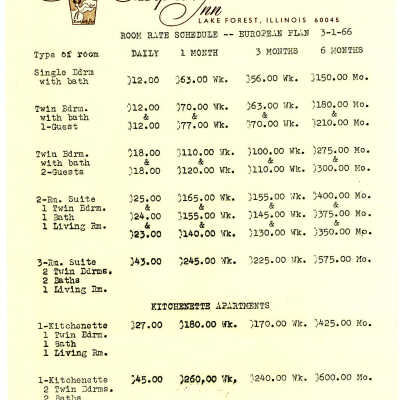 Inn
LAKE FOREST, ILLINOIS 60045
ROOM RATE SCHEDULE -- EUROPEAN PLAN 3-1-66
Type of room DAILY 1 MONTH 3 MONTHS 6 MONTHS
Single Bdrm
with bath $12.00 $63.00 Wk. $56.00 Wk. $150.00 Mo.
Twin Bdrm. $12.00 $70.00 Wk. $63.00 Wk. $180.00 Mo.
with bath & & & &
1-Guest $12.00 $77.00 Wk. $70.00 Wk. $210.00 Mo.
Twin Bdrm. $18.00 $110.00 Wk. $100.00 Wk. $275.00 Mo.
with bath & & & &
2-Guests $18.00 $120.00 Wk. $110.00 Wk. $300.00 Mo.
2-Rm. Suite $25.00 $165.00 Wk. $155.00 Wk. $400.00 Mo.
1 Twin Bdrm. & & & &
1 Bath $24.00 $155.00 Wk. $145.00 Wk. $375.00 Mo.
1 Living Rm. & & & &
$23.00 $140.00 Wk. $130.00 Wk. $350.00 Mo.
3-Rm. Suite $43.00 $245.00 Wk. $225.00 Wk. $575.00 Mo.
2 Twin Bdrms.
2 Baths
1 Living Rm.
KITCHENETTE APARTMENTS
1-Kitchenette $27.00 $180.00 Wk. $170.00 Wk. $425.00 Mo.
1 Twin Bdrm.
1 Bath
1 Living Rm.
1-Kitchenette $45.00 $260,00 Wk, $240.00 Wk. $600.00 Mo.
2 Twin Bdrms.
2 Baths